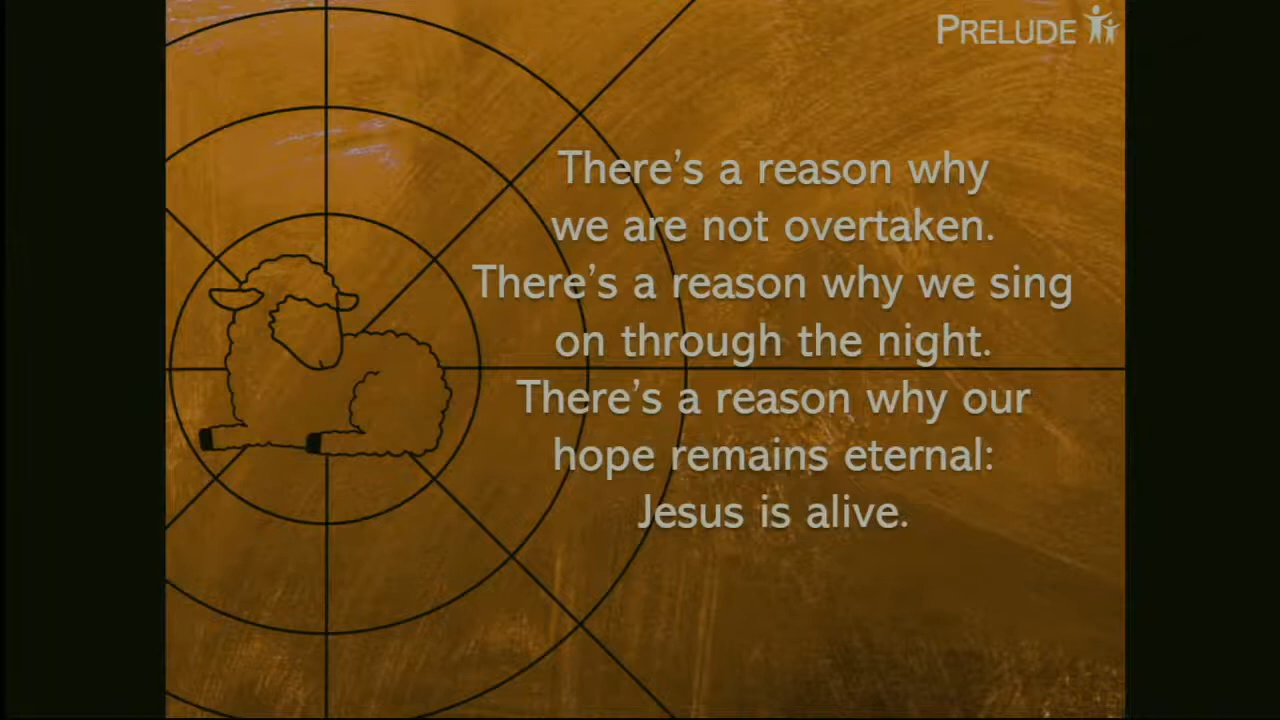 PRELUDE
There's a reason why
we are not overtaken.
There's a reason why we sing
on through the night.
There's a reason why our
hope remains eternal:
Jesus is alive.